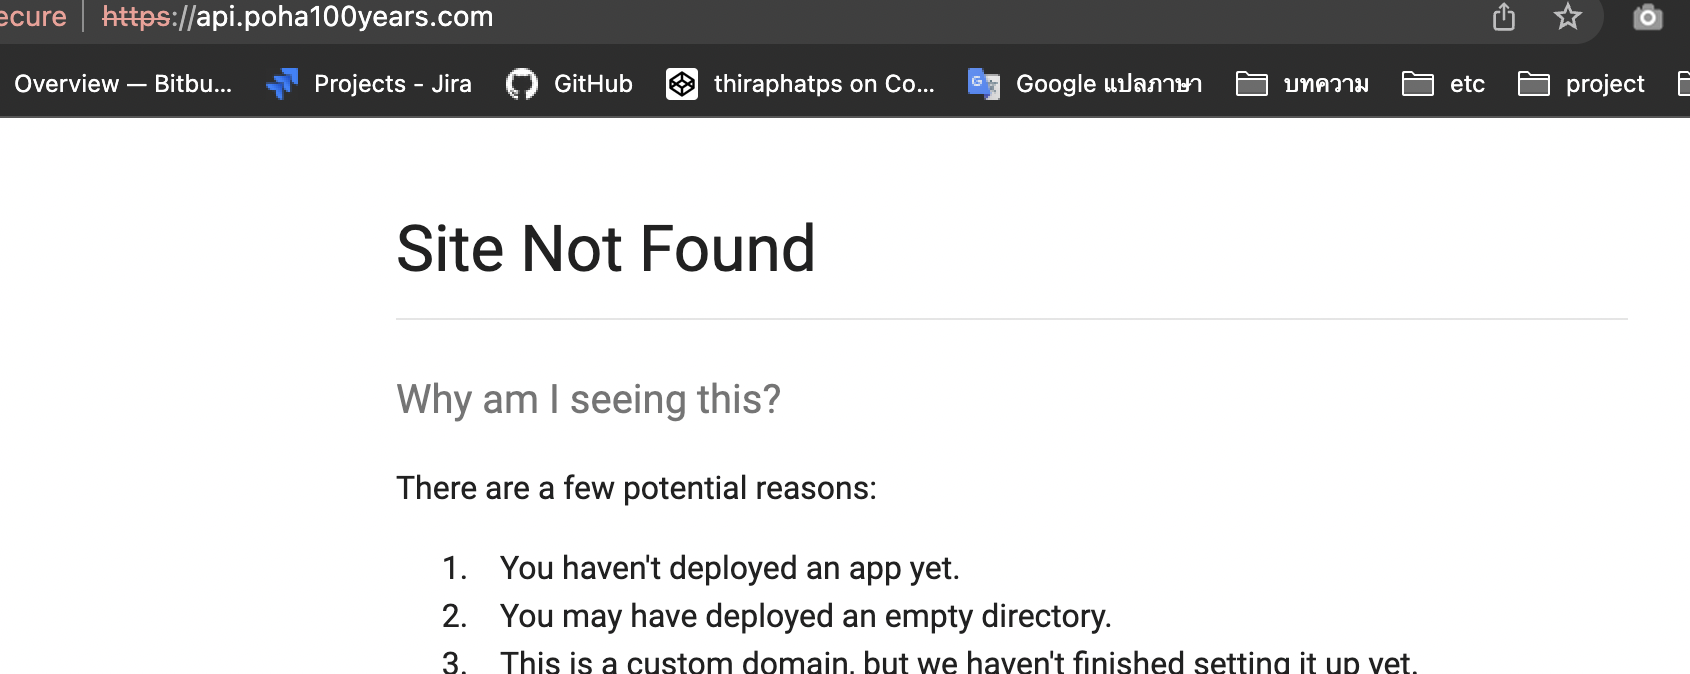 ecure https://api.poha100years.com
Overview — Bitbu... Projects - Jira GitHub thiraphatps on Co... Google แปลภาษา บทความ etc project
Site Not Found
Why am I seeing this?
There are a few potential reasons:
1. You haven't deployed an app yet.
2. You may have deployed an empty directory.
3. This is a custom domain, but we haven't finished setting it up yet.